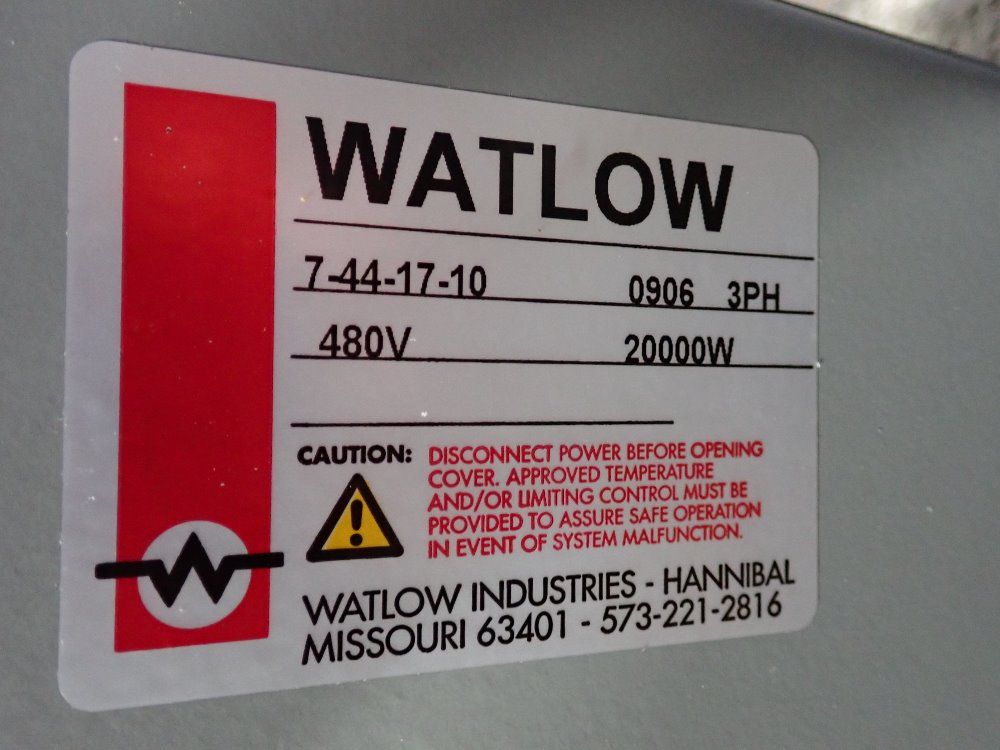 WATLOW
7-44-17-10 0906 3PH
480V 20000W
CAUTION: DISCONNECT POWER BEFORE OPENING
COVER. APPROVED TEMPERATURE
AND/OR LIMITING CONTROL MUST BE
PROVIDED TO ASSURE SAFE OPERATION
IN EVENT OF SYSTEM MALFUNCTION.
WATLOW INDUSTRIES - HANNIBAL
MISSOURI 63401 - 573-221-2816